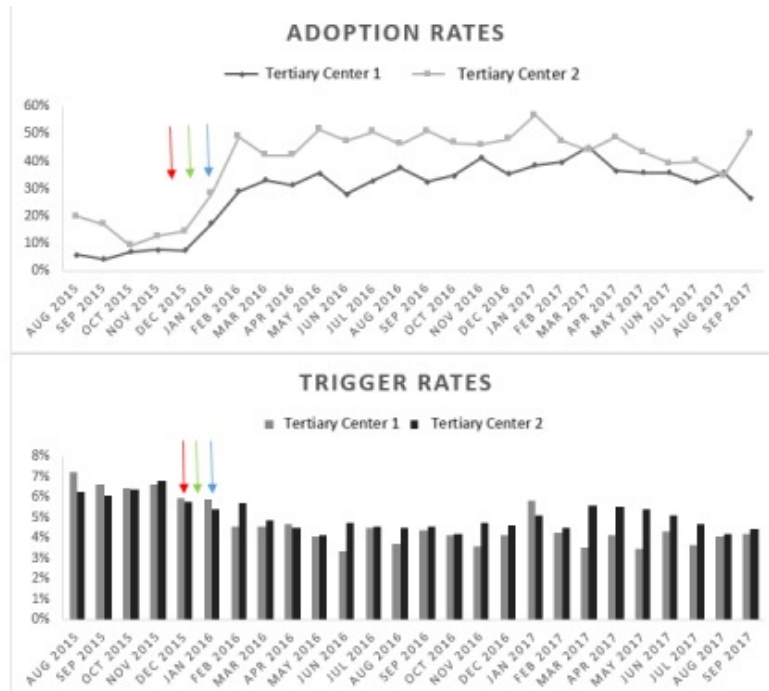 ADOPTION RATES
Tertiary Center 1 Tertiary Center 2
60%
50%
40%
30%
20%
10%
0%
AUG 2015 SEP 2015 OCT 2015 NOV 2015 DEC 2015 JAN 2016 FEB 2016 MAR 2016 APR 2016 MAY 2016 JUN 2016 JUL 2016 AUG 2016 SEP 2016 OCT 2016 NOV 2016 DEC 2016 JAN 2017 FEB 2017 MAR 2017 APR 2017 MAY 2017 JUN 2017 JUL 2017 AUG 2017 SEP 2017
TRIGGER RATES
Tertiary Center 1 Tertiary Center 2
8%
7%
6%
5%
4%
3%
2%
1%
0%
AUG 2015 SEP 2015 OCT 2015 NOV 2015 DEC 2015 JAN 2016 FEB 2016 MAR 2016 APR 2016 MAY 2016 JUN 2016 JUL 2016 AUG 2016 SEP 2016 OCT 2016 NOV 2016 DEC 2016 JAN 2017 FEB 2017 MAR 2017 APR 2017 MAY 2017 JUN 2017 JUL 2017 AUG 2017 SEP 2017